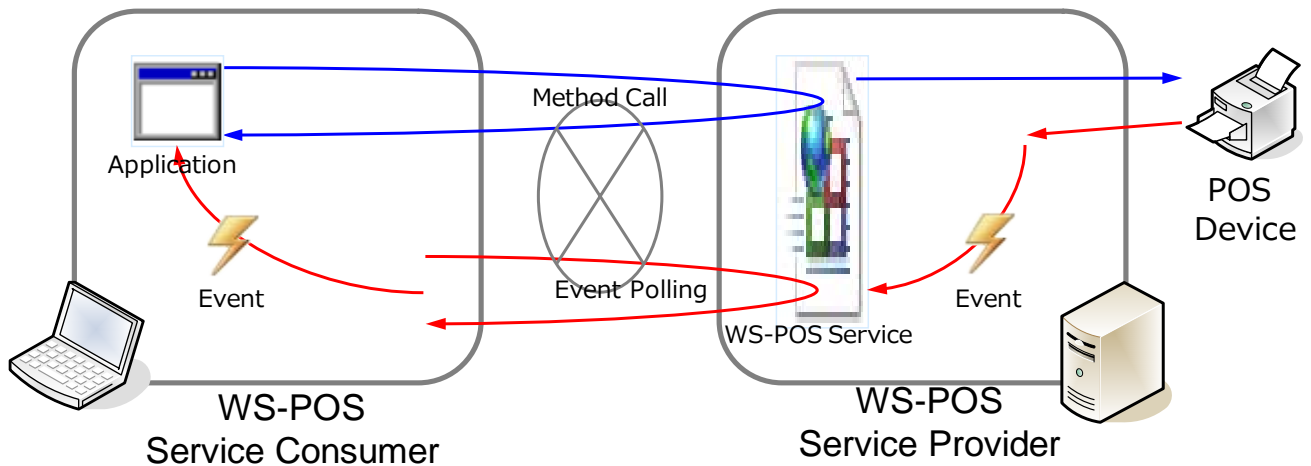 Method Call
Application
POS
Device
Event
Event Polling
Event
WS-POS Service
WS-POS
Service Consumer
WS-POS
Service Provider